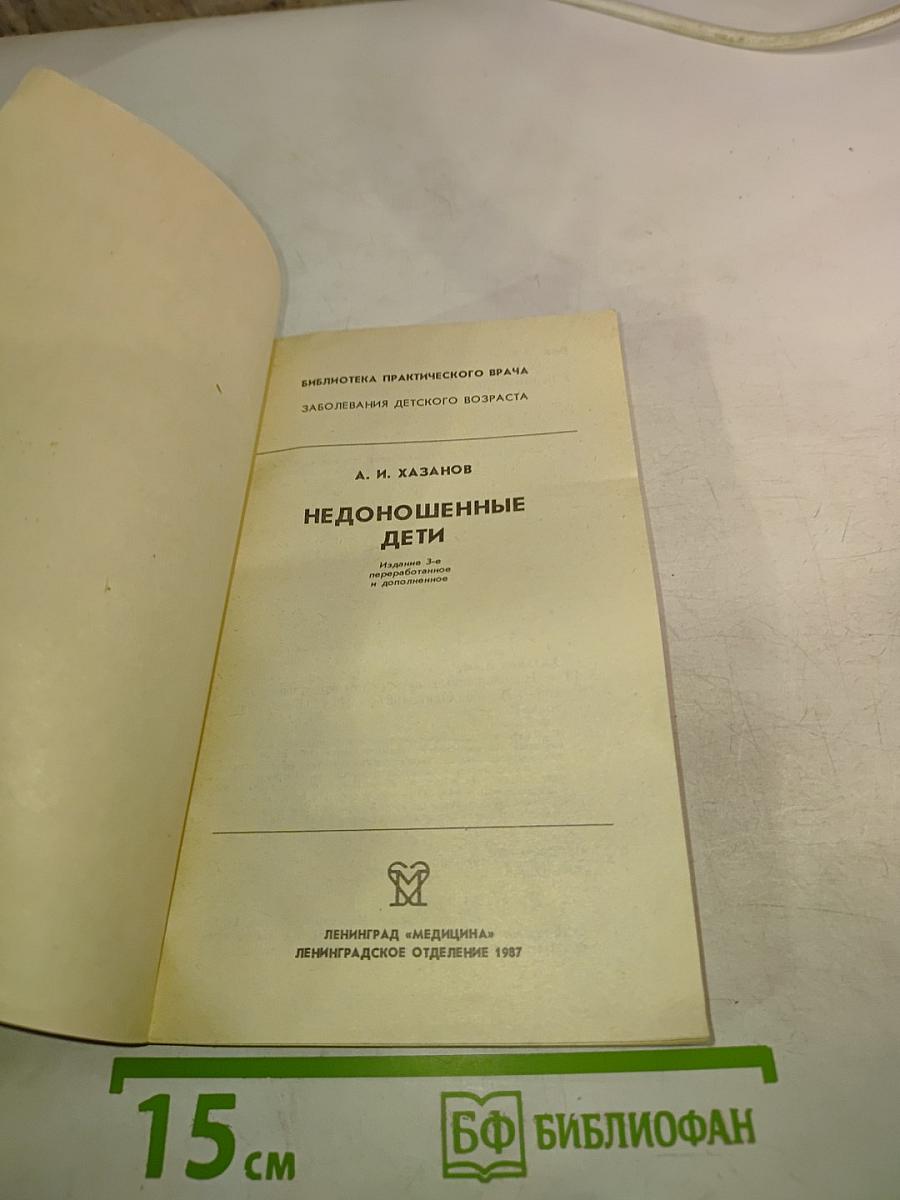 БИБЛИОТЕКА ПРАКТИЧЕСКОГО ВРАЧА
ЗАБОЛЕВАНИЯ ДЕТСКОГО ВОЗРАСТА
А. И. ХАЗАНОВ
НЕДОНОШЕННЫЕ
ДЕТИ
Издание 3-е
переработанное
и дополненное
М
ЛЕНИНГРАД «МЕДИЦИНА»
ЛЕНИНГРАДСКОЕ ОТДЕЛЕНИЕ 1987
15 см
БФ БИБЛИОФАН